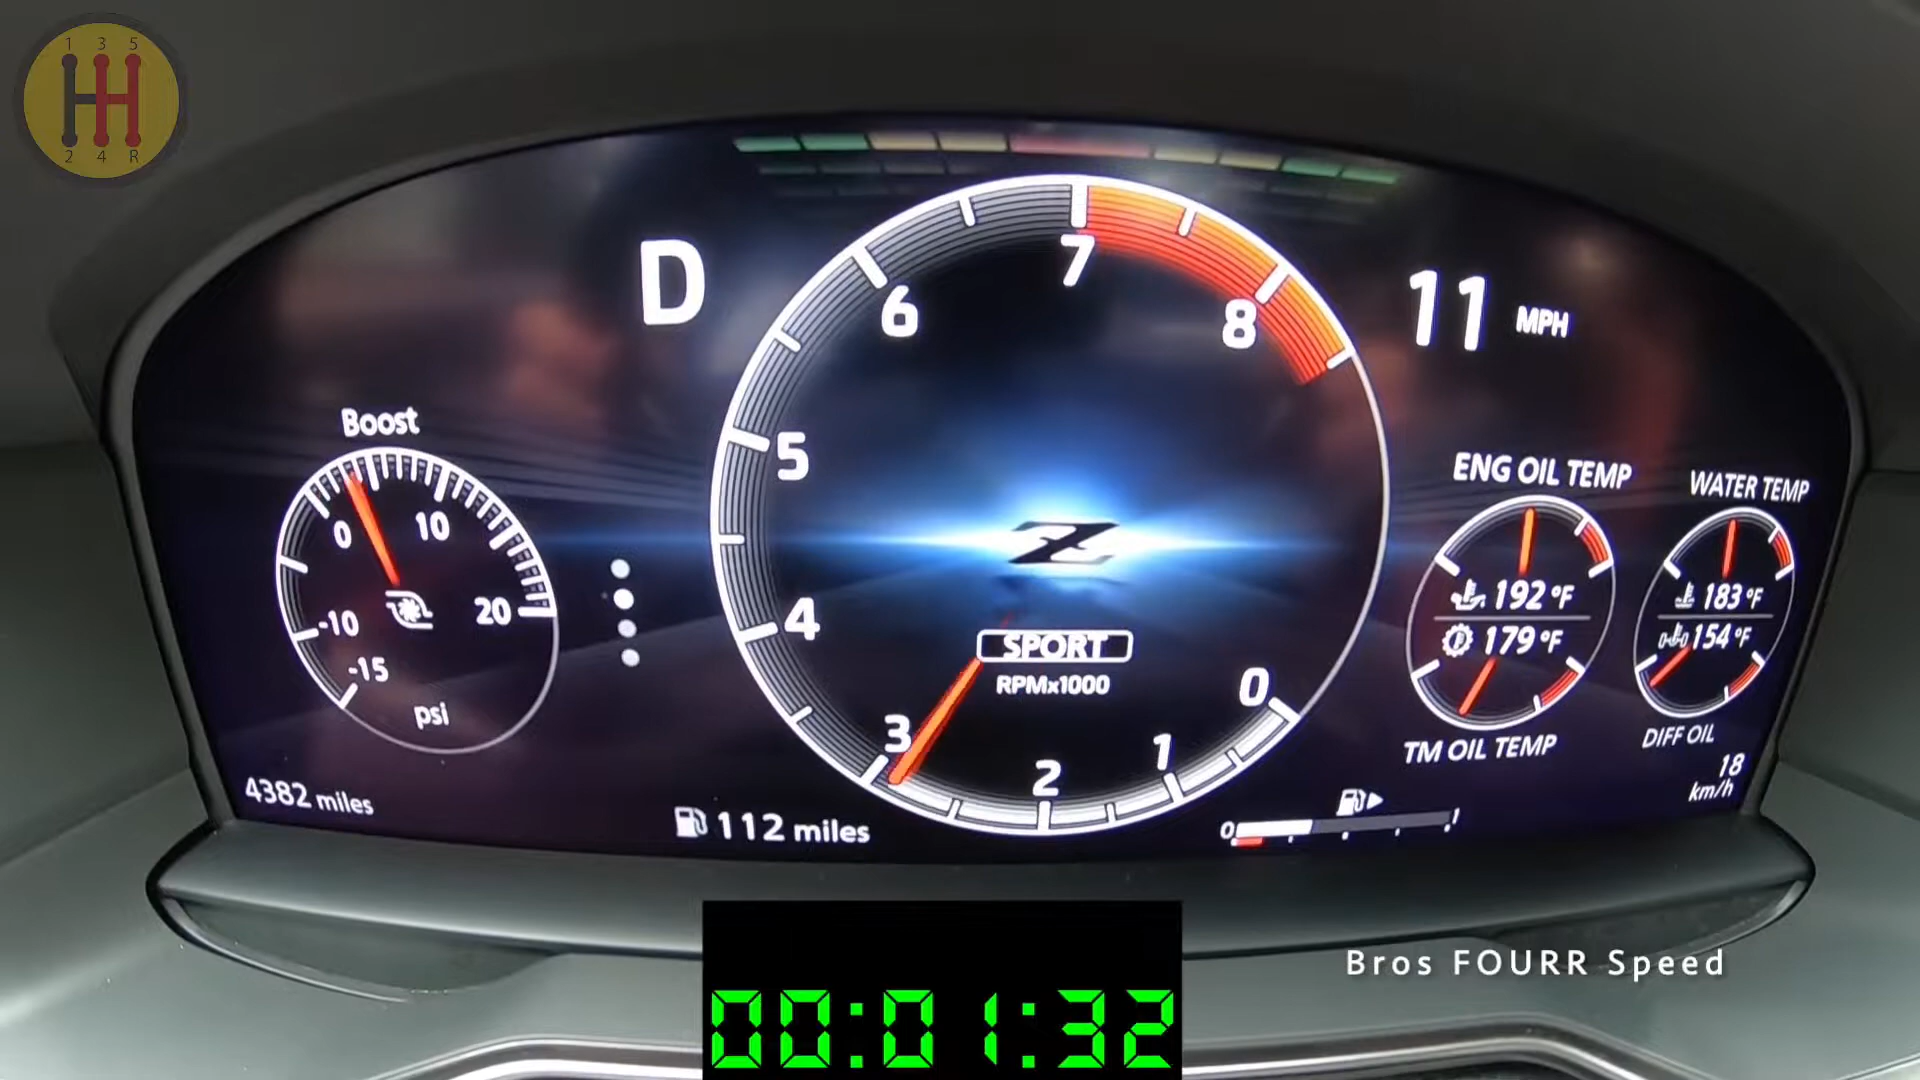 1 3 5
2 4 R
D
11 MPH
7
6
8
5
4
3
2
1
0
Boost
0
10
20
-10
-15
psi
Z
SPORT
RPMx1000
ENG OIL TEMP
192 °F
179 °F
TM OIL TEMP
WATER TEMP
183 °F
154 °F
DIFF OIL
18
km/h
4382 miles
112 miles
0
1
Bros FOURR Speed
00:01:32